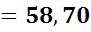 = 58,70